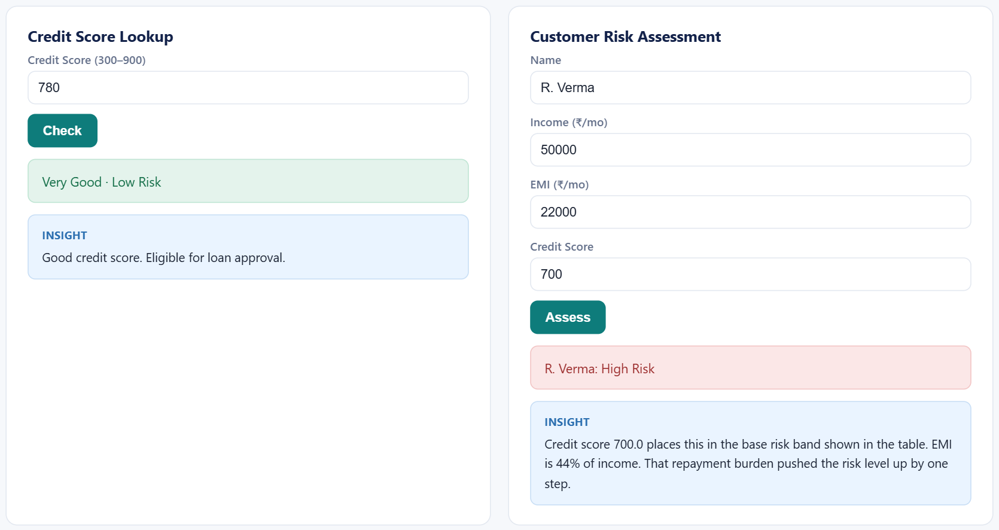 Credit Score Lookup
Credit Score (300–900)
780
Check
Very Good · Low Risk
INSIGHT
Good credit score. Eligible for loan approval.
Customer Risk Assessment
Name
R. Verma
Income (₹/mo)
50000
EMI (₹/mo)
22000
Credit Score
700
Assess
R. Verma: High Risk
INSIGHT
Credit score 700.0 places this in the base risk band shown in the table. EMI
is 44% of income. That repayment burden pushed the risk level up by one
step.